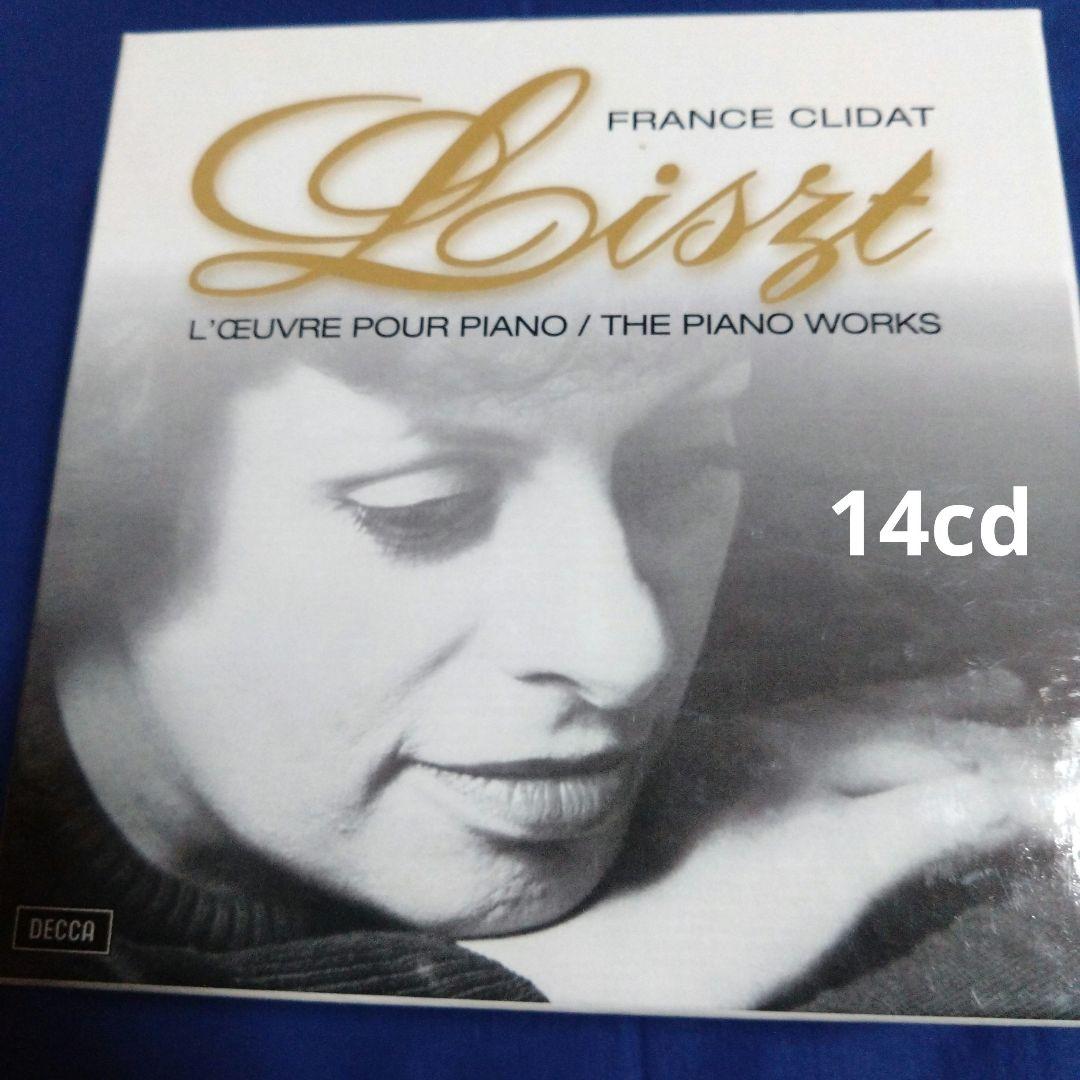 FRANCE CLIDAT
Liszt
L'ŒUVRE POUR PIANO / THE PIANO WORKS
14cd
DECCA